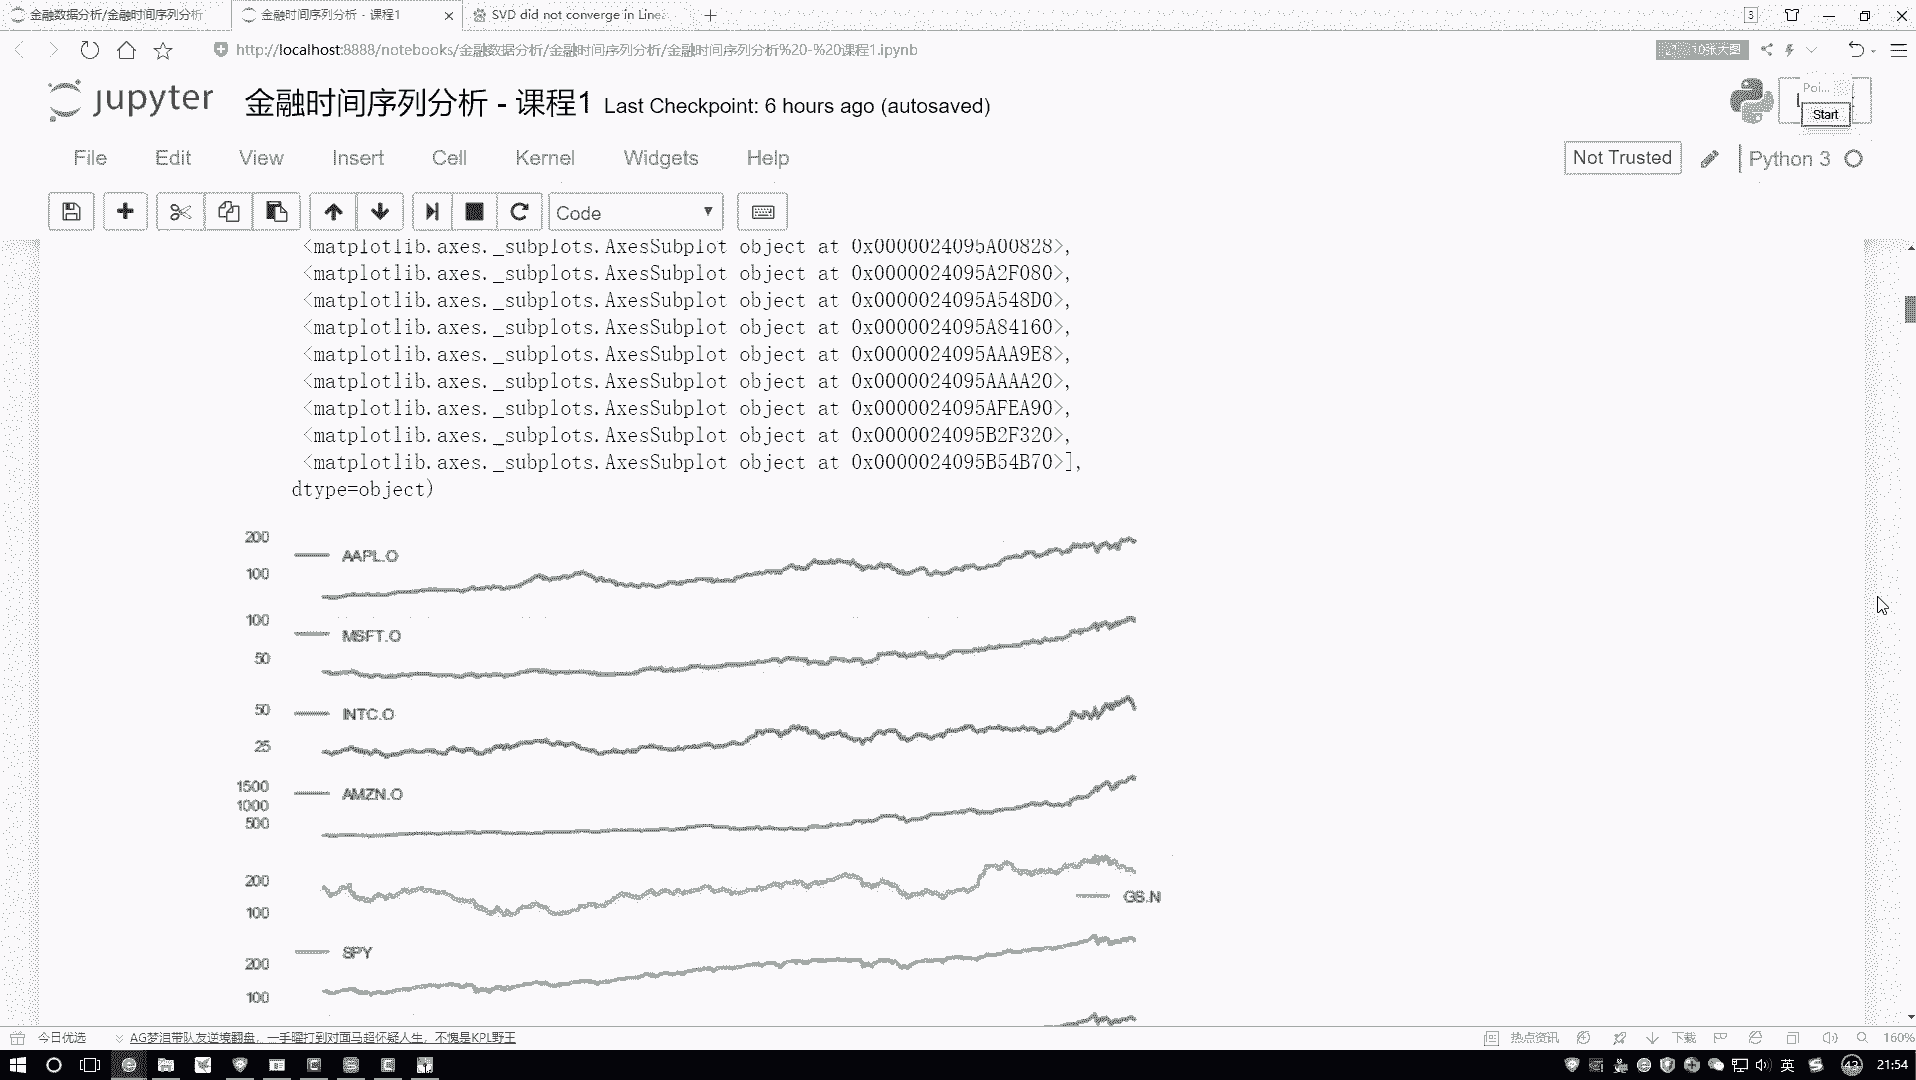 金融数据分析/金融时间序列分析
金融时间序列分析 - 课程1
SVD did not converge in Line
3
http://localhost:8888/notebooks/金融数据分析/金融时间序列分析/金融时间序列分析%20-%20课程1.ipynb
jupyter
金融时间序列分析 - 课程1 Last Checkpoint: 6 hours ago (autosaved)
Poi...
Start
File Edit View Insert Cell Kernel Widgets Help
Not Trusted
Python 3
Code
<matplotlib.axes._subplots.AxesSubplot object at 0x0000024095A00828>,
<matplotlib.axes._subplots.AxesSubplot object at 0x0000024095A2F080>,
<matplotlib.axes._subplots.AxesSubplot object at 0x0000024095A548D0>,
<matplotlib.axes._subplots.AxesSubplot object at 0x0000024095A84160>,
<matplotlib.axes._subplots.AxesSubplot object at 0x0000024095AAA9E8>,
<matplotlib.axes._subplots.AxesSubplot object at 0x0000024095AAAA20>,
<matplotlib.axes._subplots.AxesSubplot object at 0x0000024095AFEA90>,
<matplotlib.axes._subplots.AxesSubplot object at 0x0000024095B2F320>,
<matplotlib.axes._subplots.AxesSubplot object at 0x0000024095B54B70>],
dtype=object)
200
AAPL.O
100
100
MSFT.O
50
50
INTC.O
25
1500
AMZN.O
1000
500
200
GS.N
100
SPY
200
100
今日优选
AG梦泪带队友逆境翻盘，一手曜打到对面马超怀疑人生，不愧是KPL野王
热点资讯
下载
160%
英
43
21:54